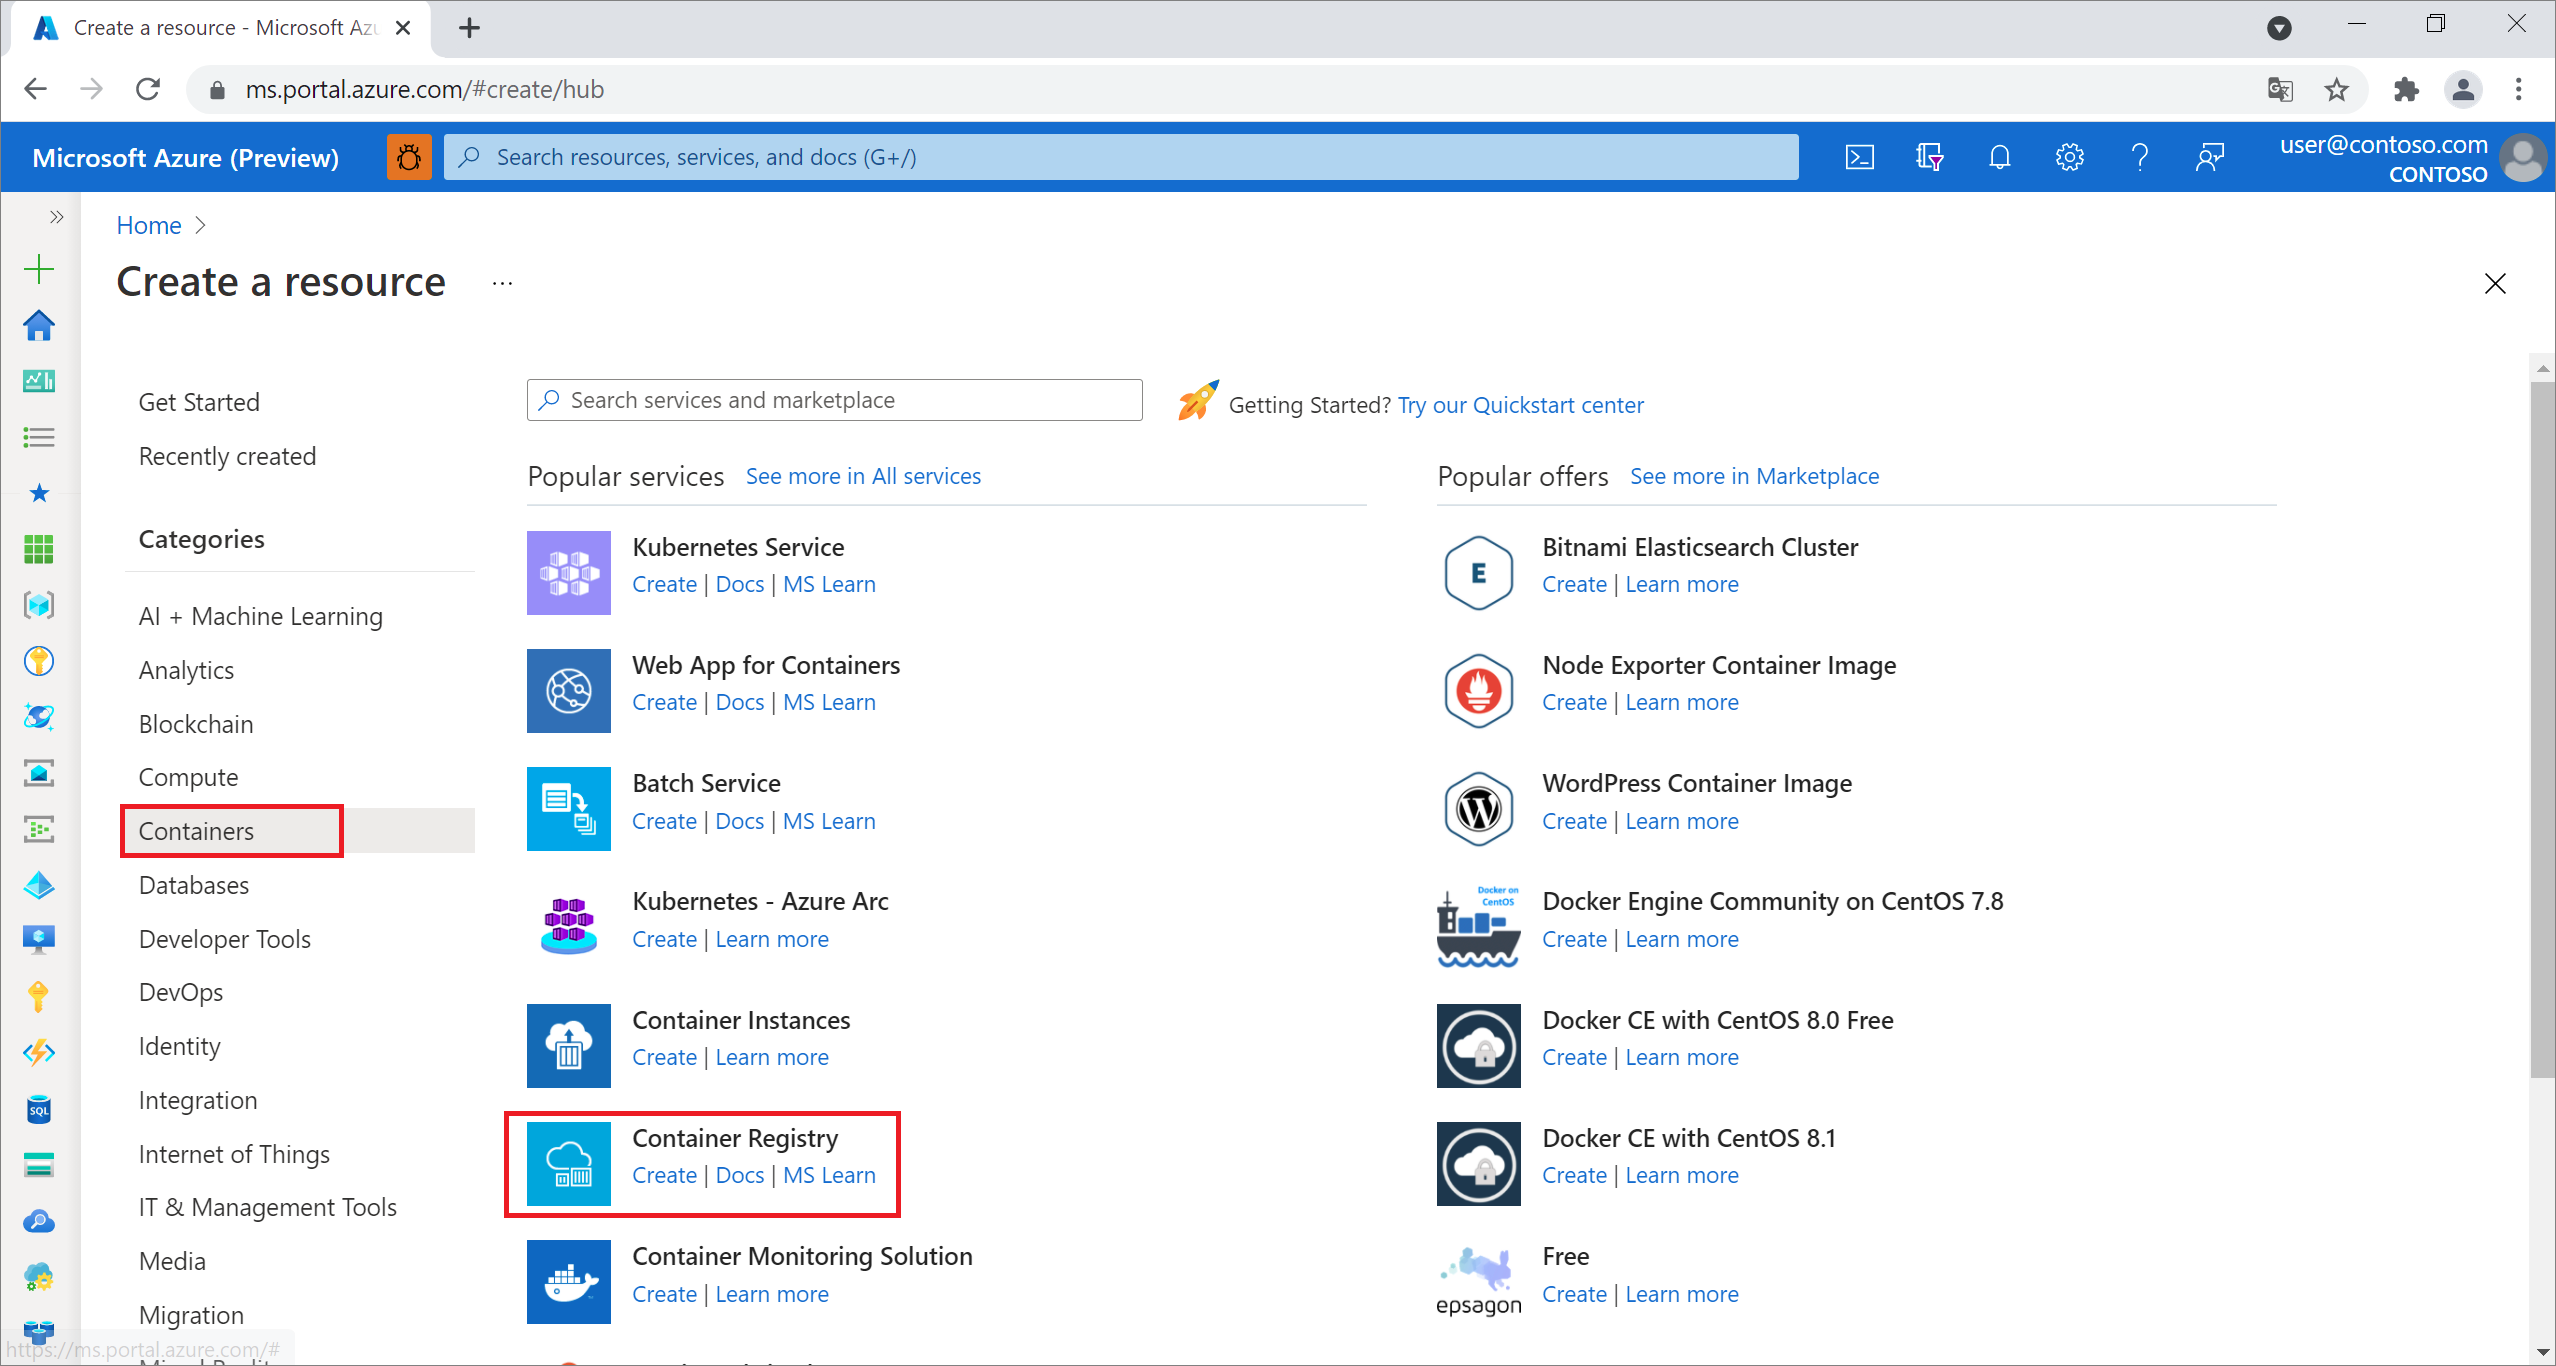 Create a resource - Microsoft Azu
ms.portal.azure.com/#create/hub
Microsoft Azure (Preview)
Search resources, services, and docs (G+/)
user@contoso.com
CONTOSO
Home
Create a resource
...
Get Started
Recently created
Categories
AI + Machine Learning
Analytics
Blockchain
Compute
Containers
Databases
Developer Tools
DevOps
Identity
Integration
Internet of Things
IT & Management Tools
Media
Migration
https://ms.portal.azure.com/#
Search services and marketplace
Getting Started? Try our Quickstart center
Popular services See more in All services
Kubernetes Service
Create | Docs | MS Learn
Web App for Containers
Create | Docs | MS Learn
Batch Service
Create | Docs | MS Learn
Kubernetes - Azure Arc
Create | Learn more
Container Instances
Create | Learn more
Container Registry
Create | Docs | MS Learn
Container Monitoring Solution
Create | Learn more
Popular offers See more in Marketplace
E
Bitnami Elasticsearch Cluster
Create | Learn more
Node Exporter Container Image
Create | Learn more
WordPress Container Image
Create | Learn more
Docker on
CentOS
Docker Engine Community on CentOS 7.8
Create | Learn more
Docker CE with CentOS 8.0 Free
Create | Learn more
Docker CE with CentOS 8.1
Create | Learn more
epsagon
Free
Create | Learn more
SQL